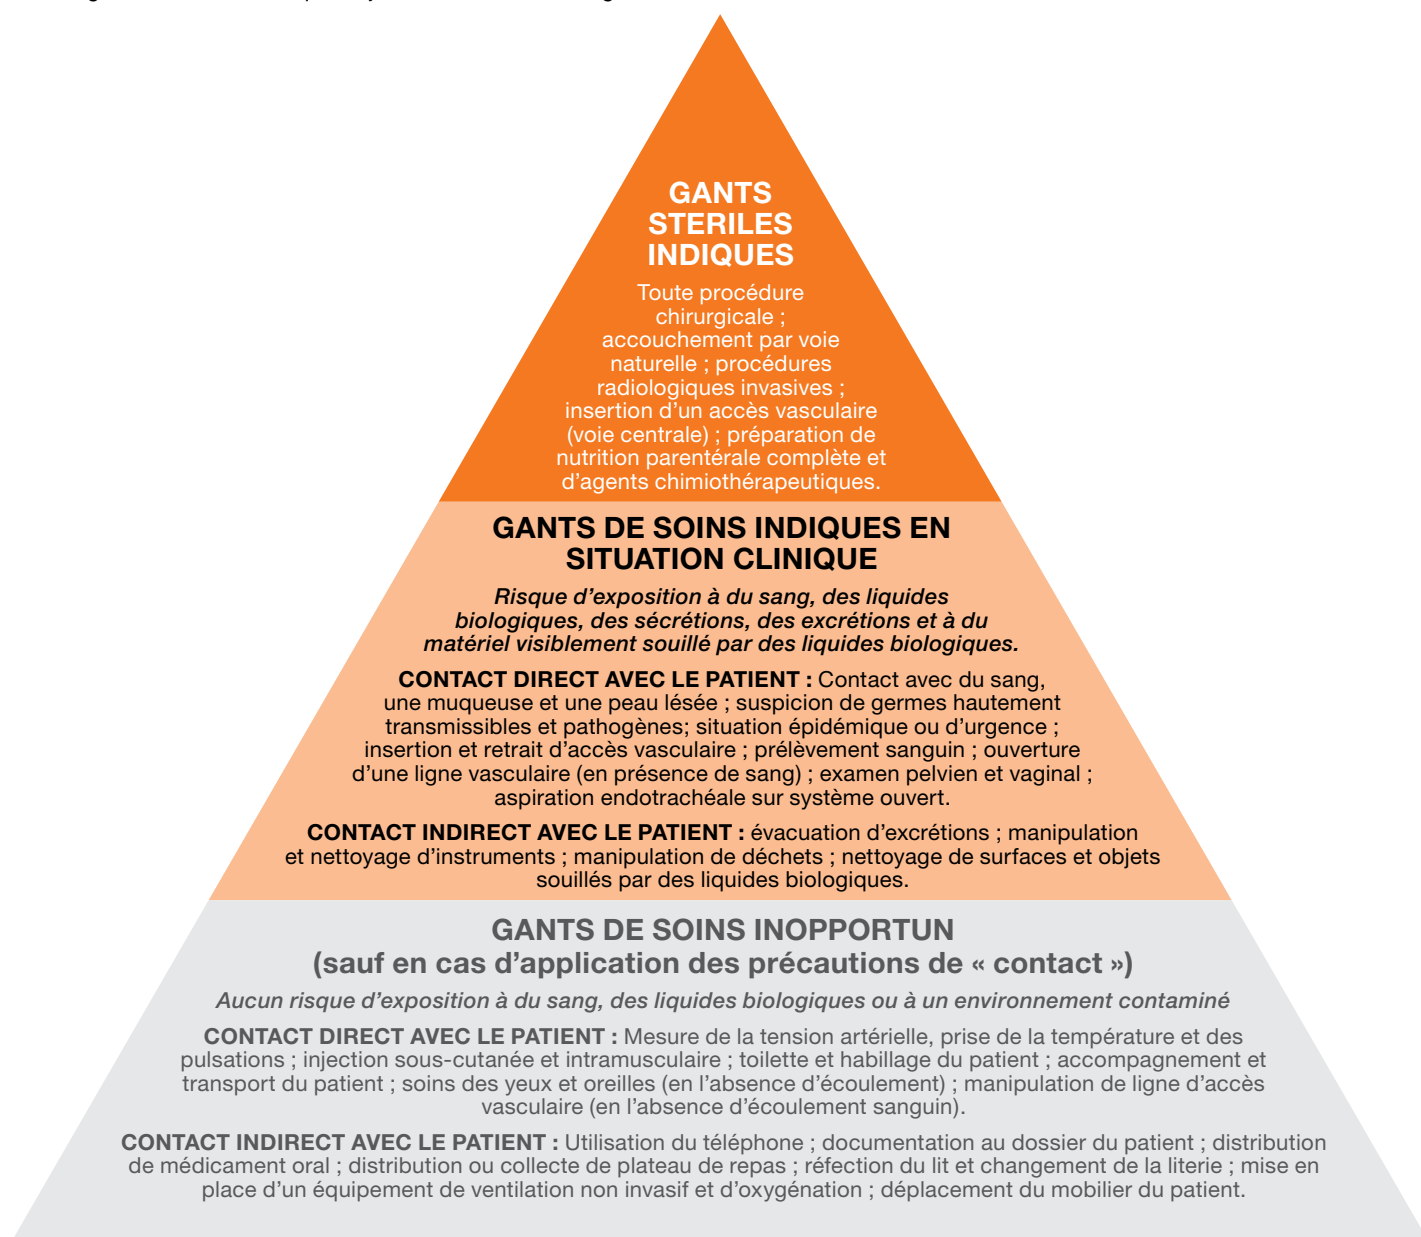 GANTS
STERILES
INDIQUES
Toute procédure
chirurgicale ;
accouchement par voie
naturelle ; procédures
radiologiques invasives ;
insertion d’un accès vasculaire
(voie centrale) ; préparation de
nutrition parentérale complète et
d’agents chimiothérapeutiques.
GANTS DE SOINS INDIQUES EN
SITUATION CLINIQUE
Risque d’exposition à du sang, des liquides
biologiques, des sécrétions, des excrétions et à du
matériel visiblement souillé par des liquides biologiques.
CONTACT DIRECT AVEC LE PATIENT : Contact avec du sang,
une muqueuse et une peau lésée ; suspicion de germes hautement
transmissibles et pathogènes; situation épidémique ou d’urgence ;
insertion et retrait d’accès vasculaire ; prélèvement sanguin ; ouverture
d’une ligne vasculaire (en présence de sang) ; examen pelvien et vaginal ;
aspiration endotrachéale sur système ouvert.
CONTACT INDIRECT AVEC LE PATIENT : évacuation d’excrétions ; manipulation
et nettoyage d’instruments ; manipulation de déchets ; nettoyage de surfaces et objets
souillés par des liquides biologiques.
GANTS DE SOINS INOPPORTUN
(sauf en cas d’application des précautions de « contact »)
Aucun risque d’exposition à du sang, des liquides biologiques ou à un environnement contaminé
CONTACT DIRECT AVEC LE PATIENT : Mesure de la tension artérielle, prise de la température et des
pulsations ; injection sous-cutanée et intramusculaire ; toilette et habillage du patient ; accompagnement et
transport du patient ; soins des yeux et oreilles (en l’absence d’écoulement) ; manipulation de ligne d’accès
vasculaire (en l’absence d’écoulement sanguin).
CONTACT INDIRECT AVEC LE PATIENT : Utilisation du téléphone ; documentation au dossier du patient ; distribution
de médicament oral ; distribution ou collecte de plateau de repas ; réfection du lit et changement de la literie ; mise en
place d’un équipement de ventilation non invasif et d’oxygénation ; déplacement du mobilier du patient.